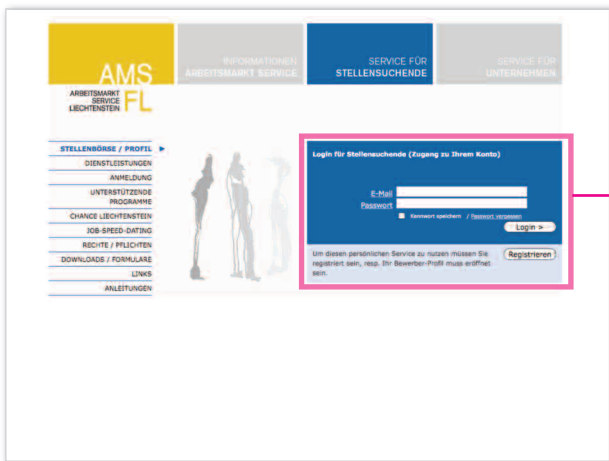 AMS
ARBEITSMARKT
SERVICE
LIECHTENSTEIN
FL
INFORMATIONEN
ARBEITSMARKT SERVICE
SERVICE FÜR
STELLENSUCHENDE
SERVICE FÜR
UNTERNEHMEN
STELLENBÖRSE / PROFIL
DIENSTLEISTUNGEN
ANMELDUNG
UNTERSTÜTZENDE
PROGRAMME
CHANCE LIECHTENSTEIN
JOB-SPEED-DATING
RECHTE / PFLICHTEN
DOWNLOADS / FORMULARE
LINKS
ANLEITUNGEN
Login für Stellensuchende (Zugang zu Ihrem Konto)
E-Mail
Passwort
Kennwort speichern / Passwort vergessen
Login >
Um diesen persönlichen Service zu nutzen müssen Sie
registriert sein, resp. Ihr Bewerber-Profil muss eröffnet
sein.
Registrieren